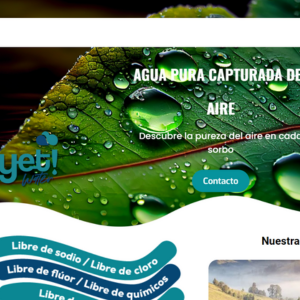 AGUA PURA CAPTURADA DE
AIRE
Descubre la pureza del aire en cada
sorbo
yet!
Contacto
Nuestra
Libre de sodio / Libre de cloro
Libre de flúor / Libre de químicos
Libre de